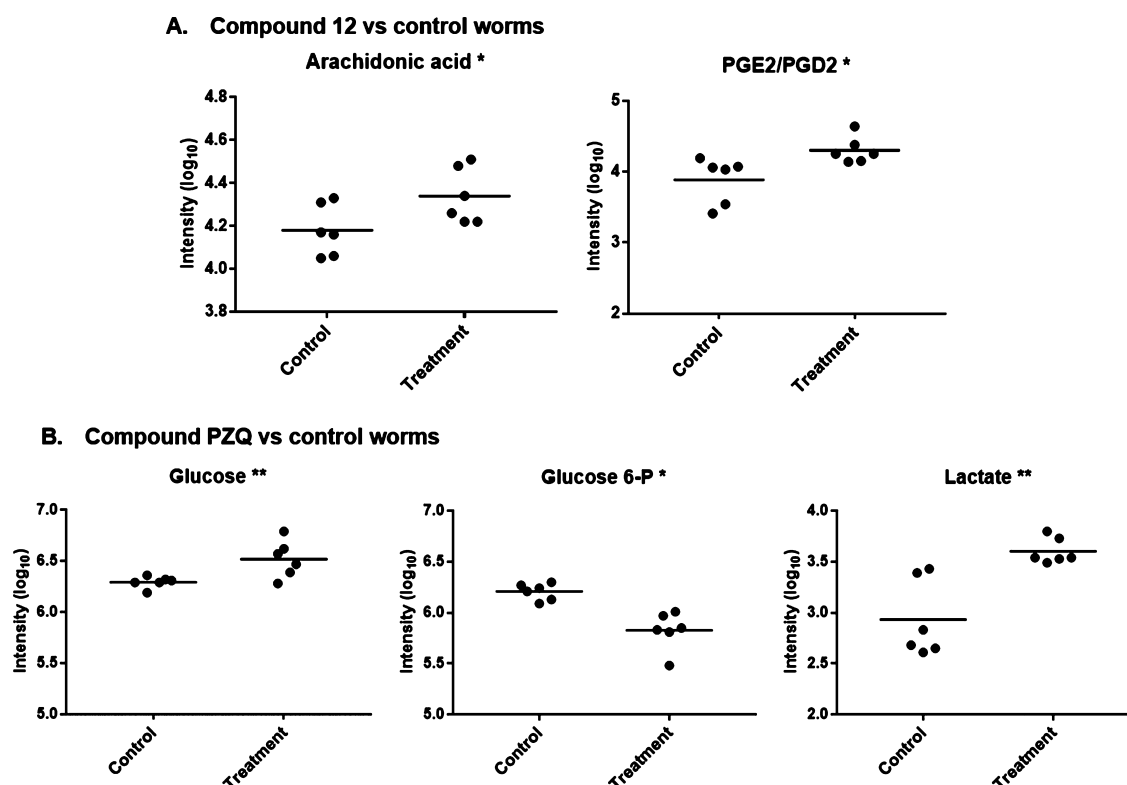 A. Compound 12 vs control worms
Arachidonic acid *
Intensity (log10)
4.8
4.6
4.4
4.2
4.0
3.8
Control
Treatment
PGE2/PGD2 *
Intensity (log10)
5
4
3
2
Control
Treatment
B. Compound PZQ vs control worms
Glucose **
Intensity (log10)
7.0
6.5
6.0
5.5
5.0
Control
Treatment
Glucose 6-P *
Intensity (log10)
7.0
6.5
6.0
5.5
5.0
Control
Treatment
Lactate **
Intensity (log10)
4.0
3.5
3.0
2.5
2.0
Control
Treatment